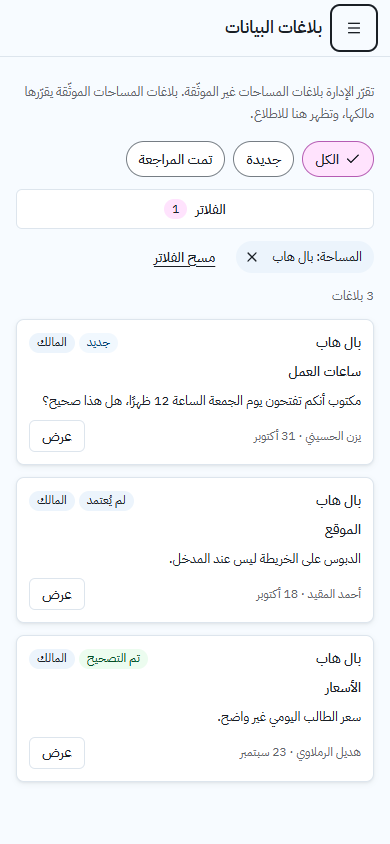 بلاغات البيانات
تقرّر الإدارة بلاغات المساحات غير الموثّقة. بلاغات المساحات الموثّقة يقرّرها
مالكها، وتظهر هنا للاطلاع.
الكل
جديدة
تمت المراجعة
الفلاتر 1
المساحة: بال هاب
مسح الفلاتر
3 بلاغات
بال هاب
جديد
المالك
ساعات العمل
مكتوب أنكم تفتحون يوم الجمعة الساعة 12 ظهرًا، هل هذا صحيح؟
يزن الحسيني · 31 أكتوبر
عرض
بال هاب
لم يُعتمد
المالك
الموقع
الدبوس على الخريطة ليس عند المدخل.
أحمد المقيد · 18 أكتوبر
عرض
بال هاب
تم التصحيح
المالك
الأسعار
سعر الطالب اليومي غير واضح.
هديل الرملاوي · 23 سبتمبر
عرض